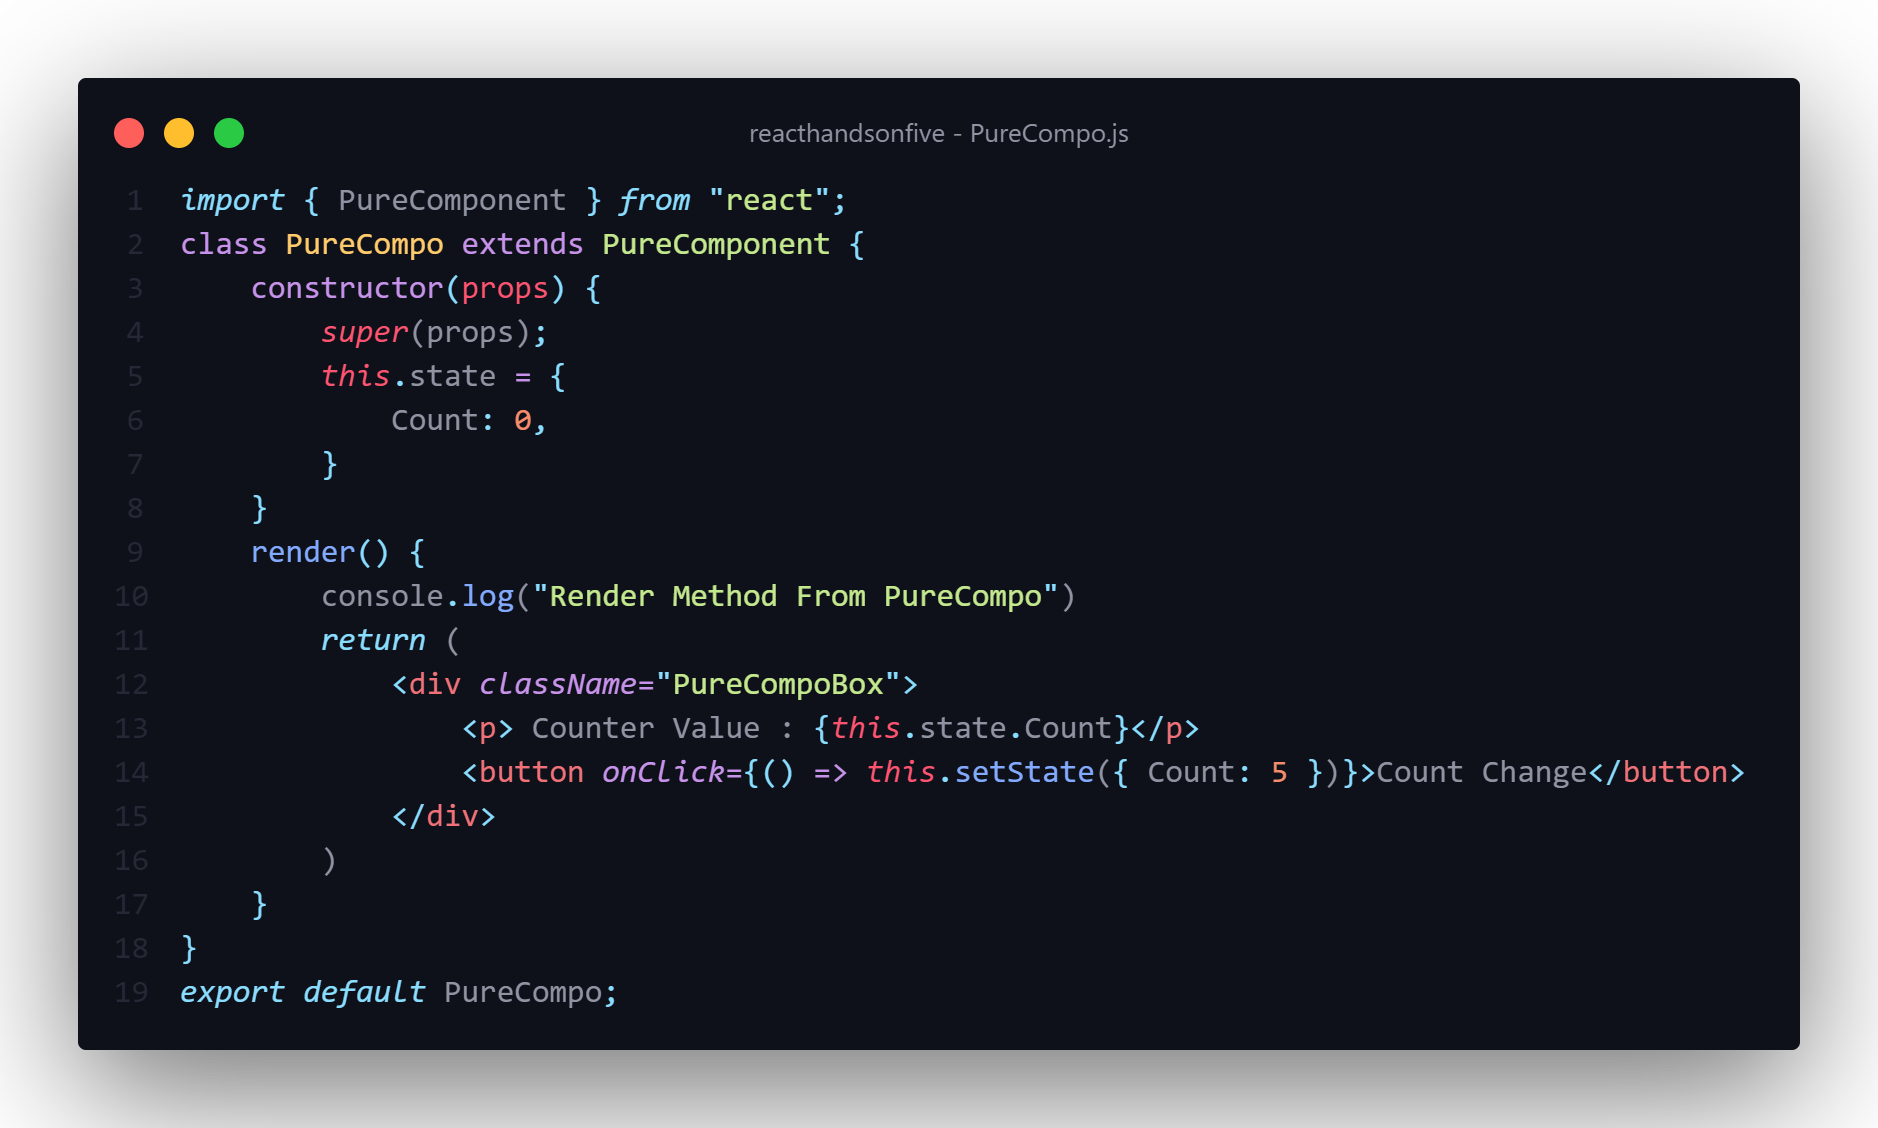 reacthandsonfive - PureCompo.js
1 import { PureComponent } from "react";
2 class PureCompo extends PureComponent {
3     constructor(props) {
4         super(props);
5         this.state = {
6             Count: 0,
7         }
8     }
9     render() {
10         console.log("Render Method From PureCompo")
11         return (
12             <div className="PureCompoBox">
13                 <p> Counter Value : {this.state.Count}</p>
14                 <button onClick={() => this.setState({ Count: 5 })}>Count Change</button>
15             </div>
16         )
17     }
18 }
19 export default PureCompo;